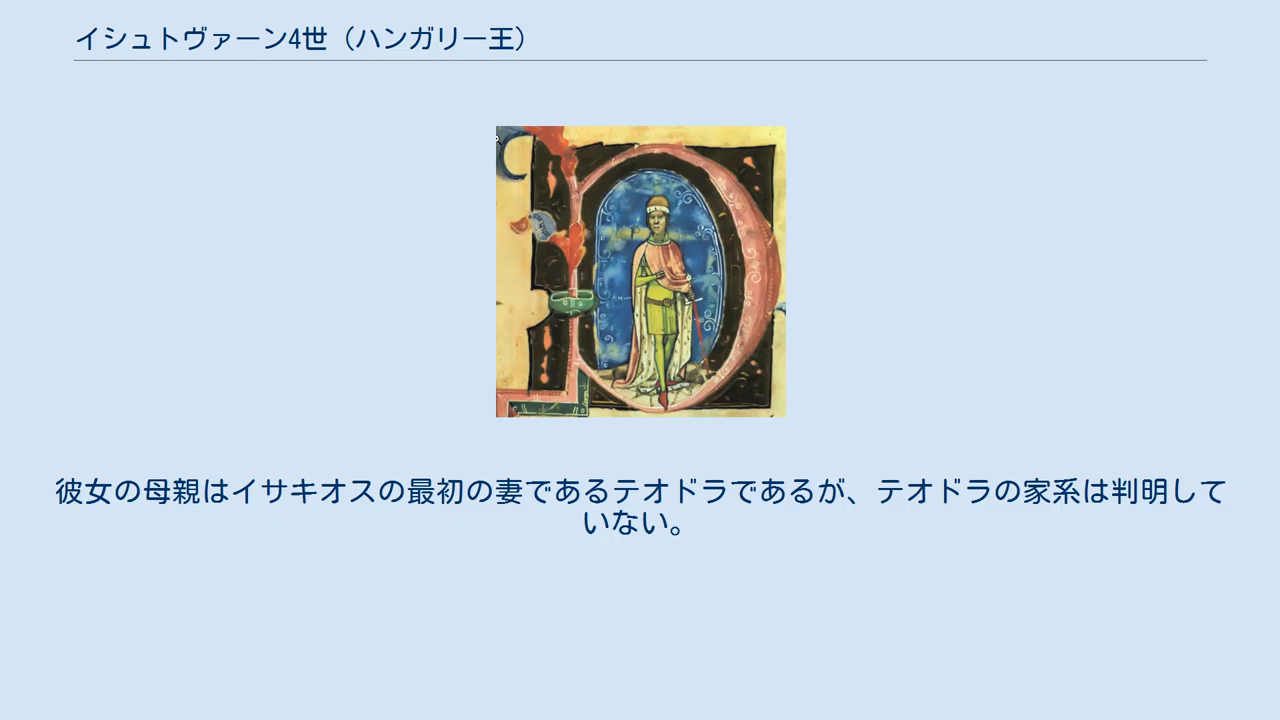 イシュトヴァーン4世（ハンガリー王）
彼女の母親はイサキオスの最初の妻であるテオドラであるが、テオドラの家系は判明して
いない。